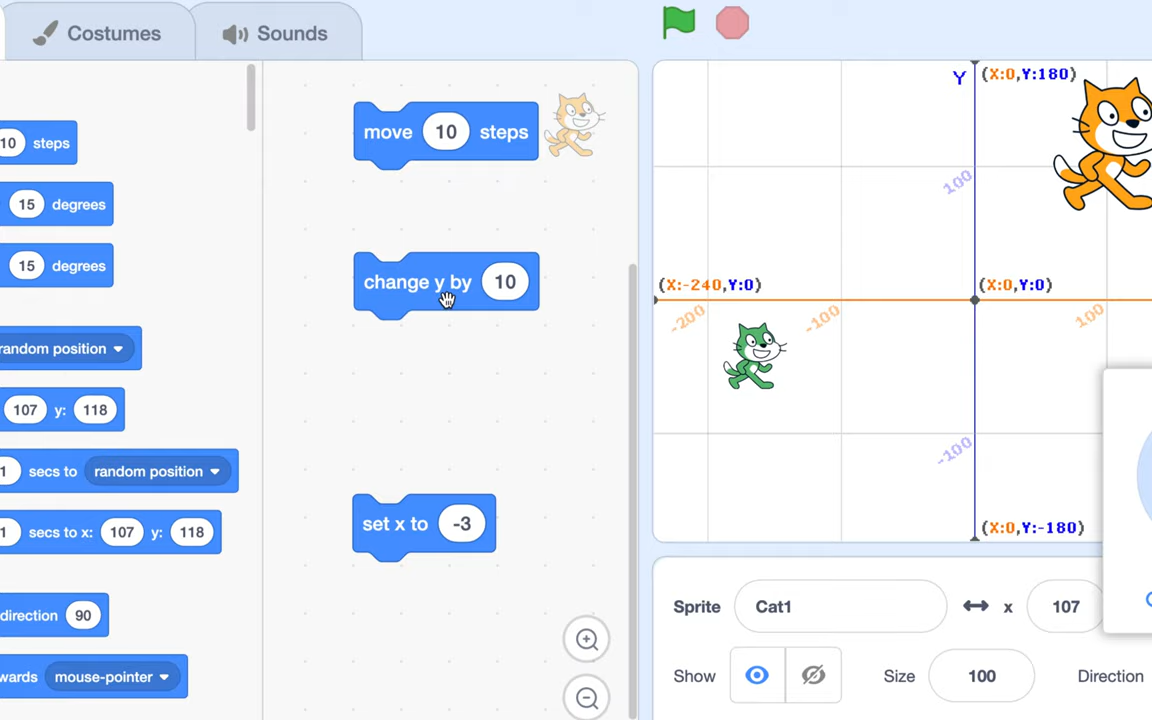 Costumes
Sounds
10 steps
15 degrees
15 degrees
random position
107 y: 118
1 secs to random position
1 secs to x: 107 y: 118
direction 90
wards mouse-pointer
move 10 steps
change y by 10
set x to -3
Y
(X:0,Y:180)
100
(X:-240,Y:0)
(X:0,Y:0)
-200
-100
100
-100
(X:0,Y:-180)
Sprite Cat1 x 107
Show Size 100 Direction